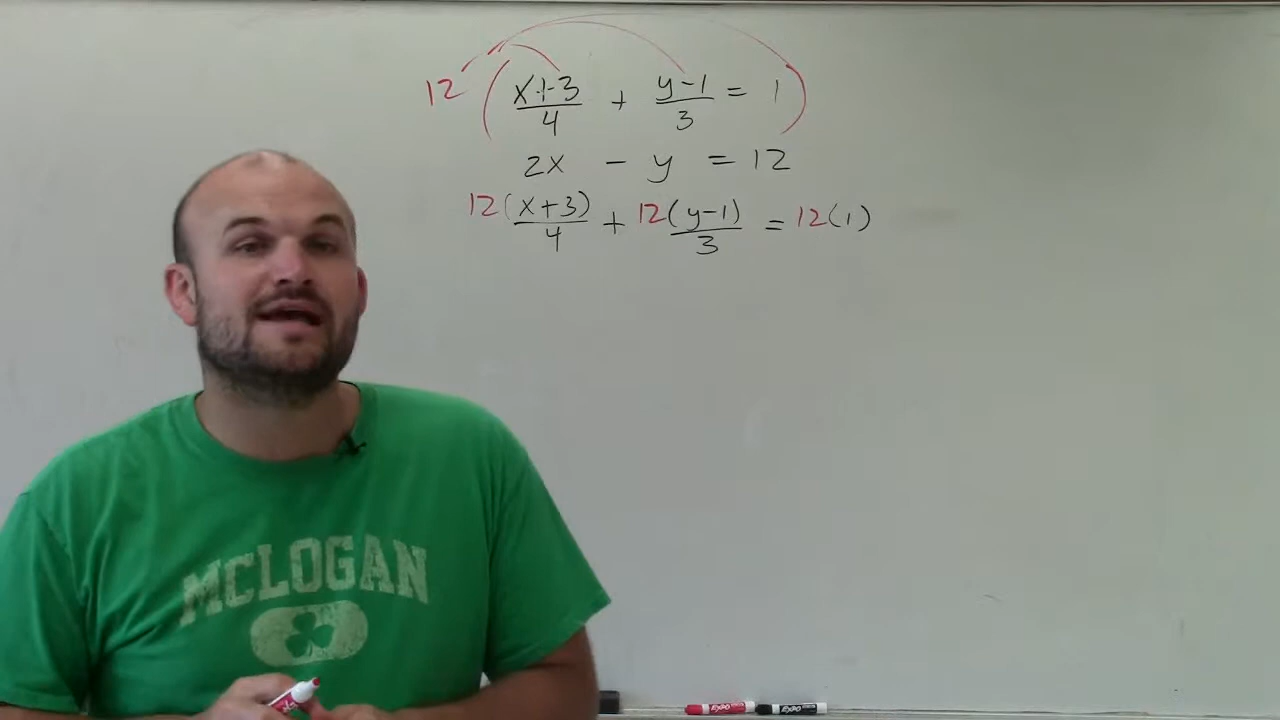 12 ( x+3/4 + y-1/3 = 1 )
2x - y = 12
12(x+3)/4 + 12(y-1)/3 = 12(1)
MCLOGAN